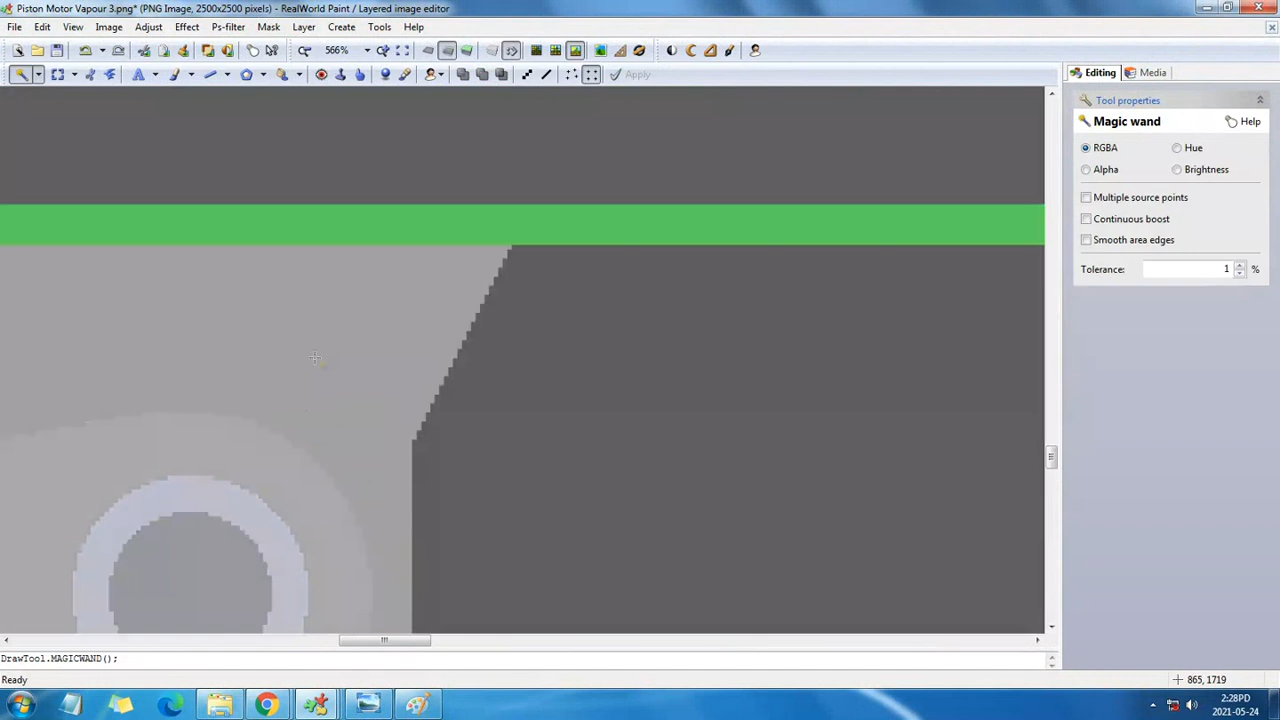 Piston Motor Vapour 3.png* (PNG Image, 2500x2500 pixels) - RealWorld Paint / Layered image editor
File Edit View Image Adjust Effect Ps-filter Mask Layer Create Tools Help
566%
Apply
Editing Media
Tool properties
Magic wand Help
RGBA Hue
Alpha Brightness
Multiple source points
Continuous boost
Smooth area edges
Tolerance: 1 %
DrawTool.MAGICWAND();
Ready 865, 1719
2:28PD
2021-05-24